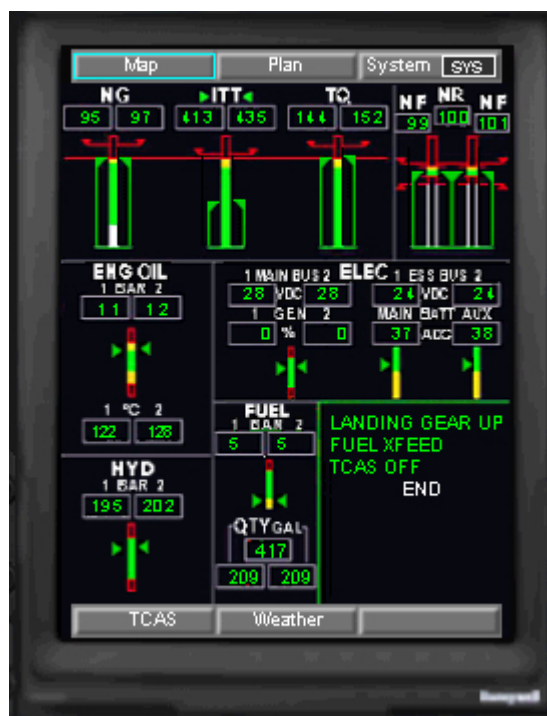 Map Plan System SYS
NG ITT TQ NF NR NF
95 97 413 435 144 152 99 100 101
ENG OIL
1 BAR 2
11 12
1 °C 2
122 128
HYD
1 BAR 2
195 202
ELEC
1 MAIN BUS 2 1 ESS BUS 2
28 VDC 28 24 VDC 24
1 GEN 2 MAIN BATT AUX
0 % 0 37 ADC 38
FUEL
1 BAR 2
5 5
QTY GAL
417
209 209
LANDING GEAR UP
FUEL XFEED
TCAS OFF
END
TCAS Weather
Honeywell